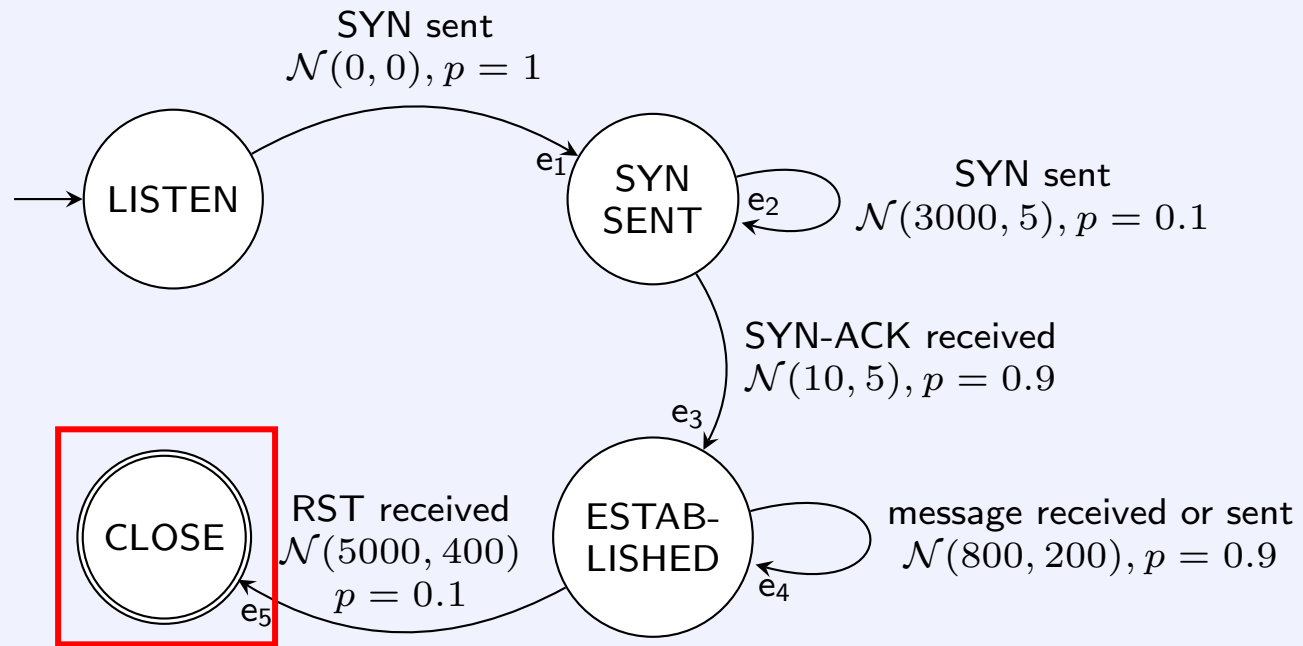 SYN sent
𝒩(0, 0), p = 1
LISTEN
e₁
SYN
SENT
e₂
SYN sent
𝒩(3000, 5), p = 0.1
SYN-ACK received
𝒩(10, 5), p = 0.9
e₃
CLOSE
RST received
𝒩(5000, 400)
p = 0.1
e₅
ESTAB-
LISHED
e₄
message received or sent
𝒩(800, 200), p = 0.9